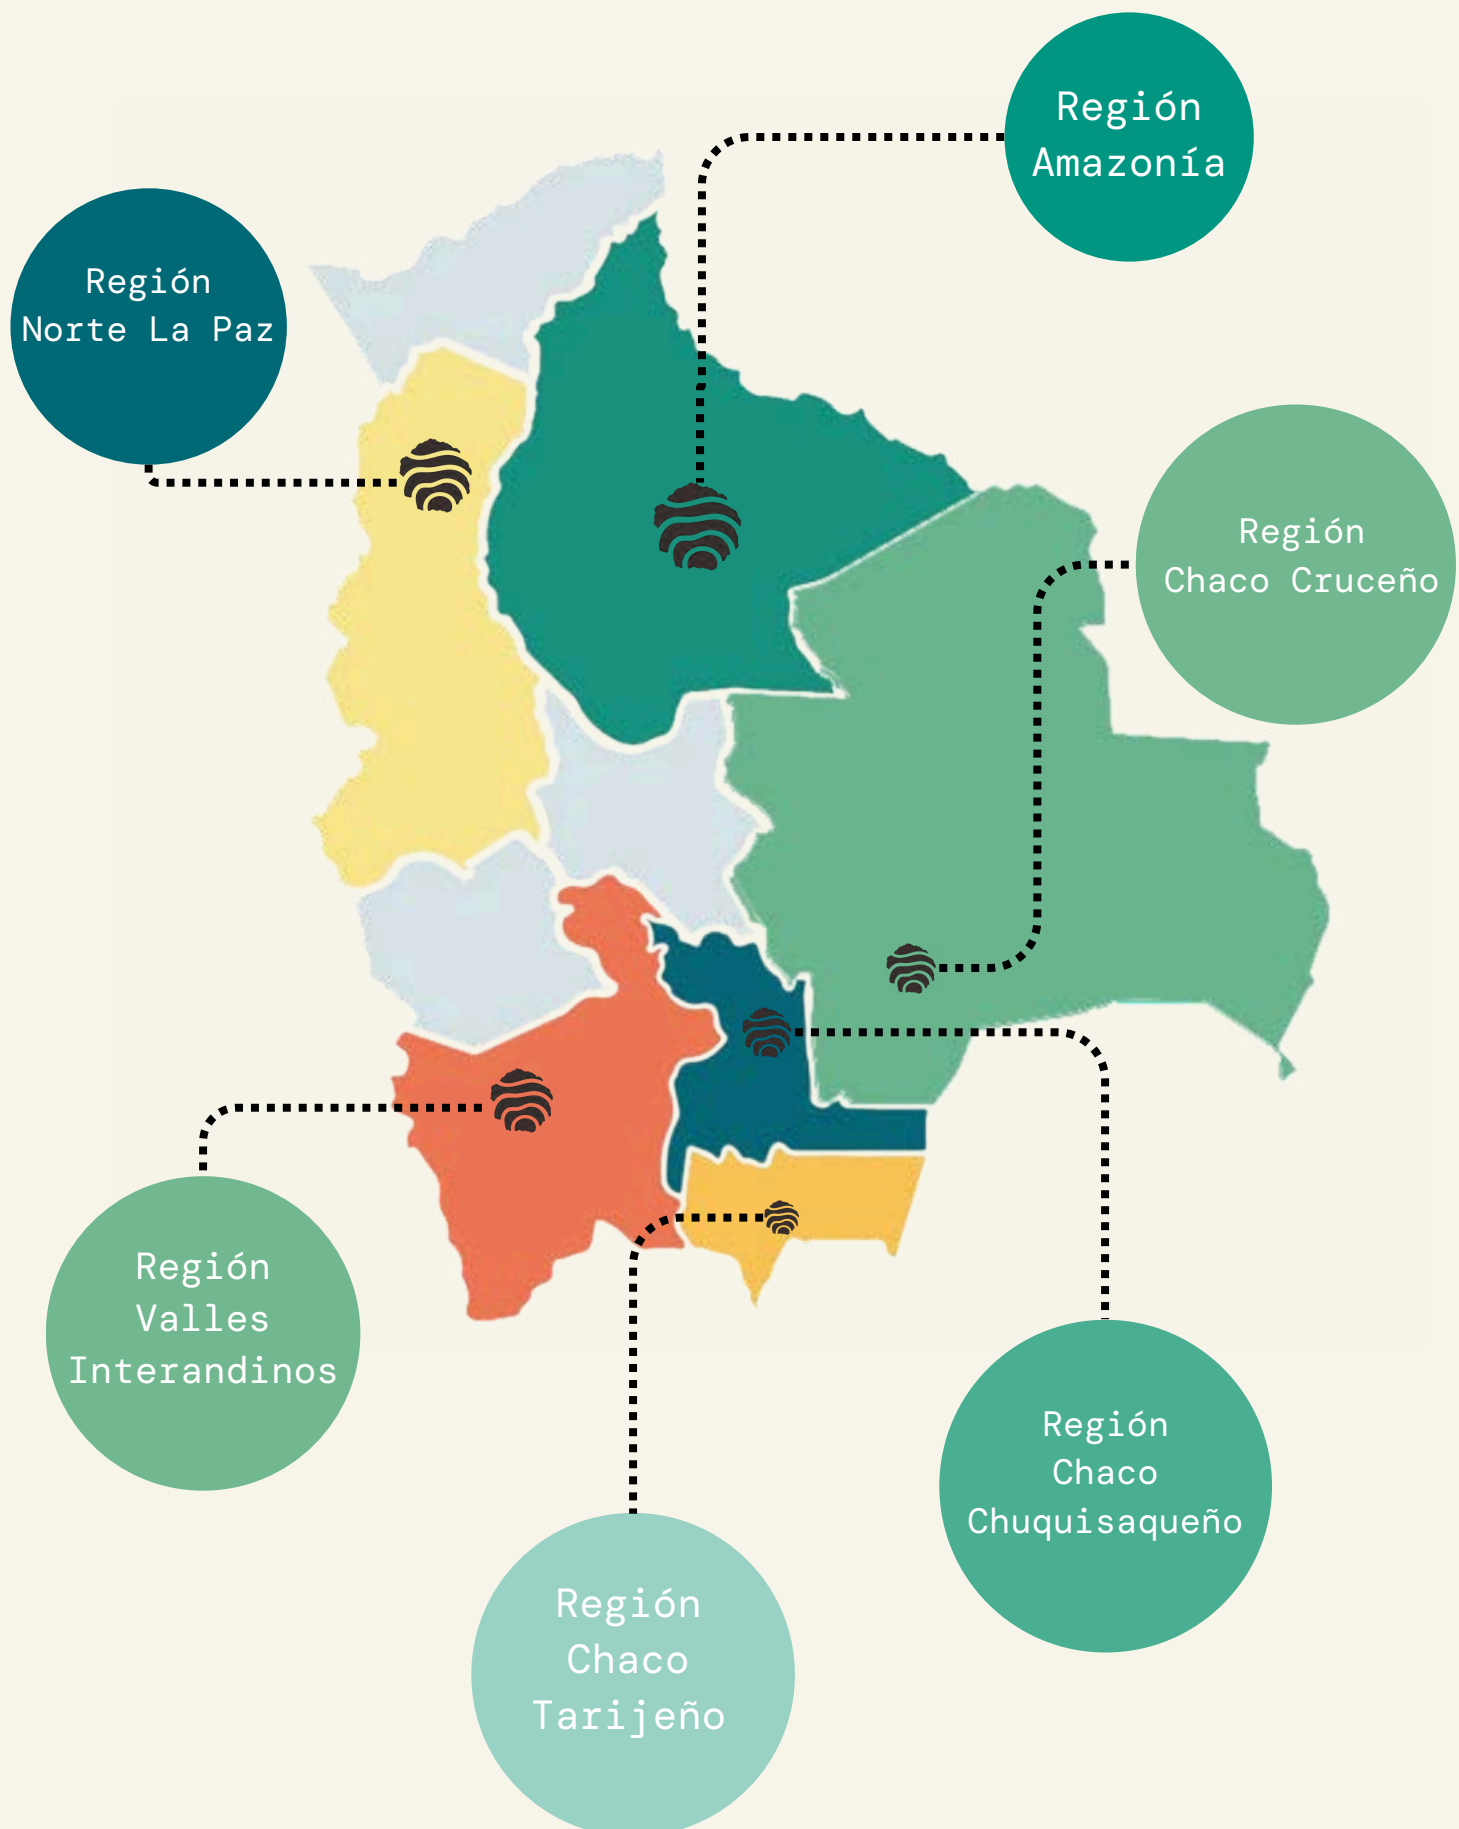 Región
Amazonía
Región
Norte La Paz
Región
Chaco Cruceño
Región
Valles
Interandinos
Región
Chaco
Chuquisaqueño
Región
Chaco
Tarijeño